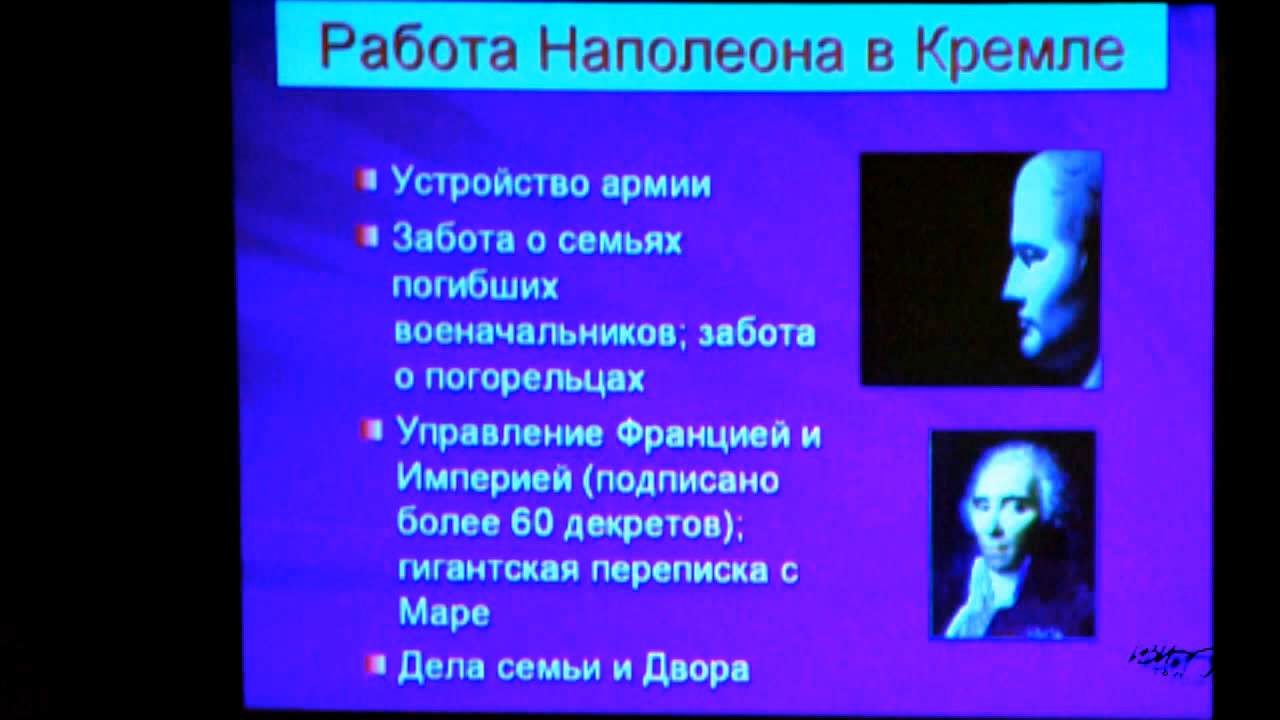 Работа Наполеона в Кремле
Устройство армии
Забота о семьях
погибших
военачальников; забота
о погорельцах
Управление Францией и
Империей (подписано
более 60 декретов);
гигантская переписка с
Маре
Дела семьи и Двора